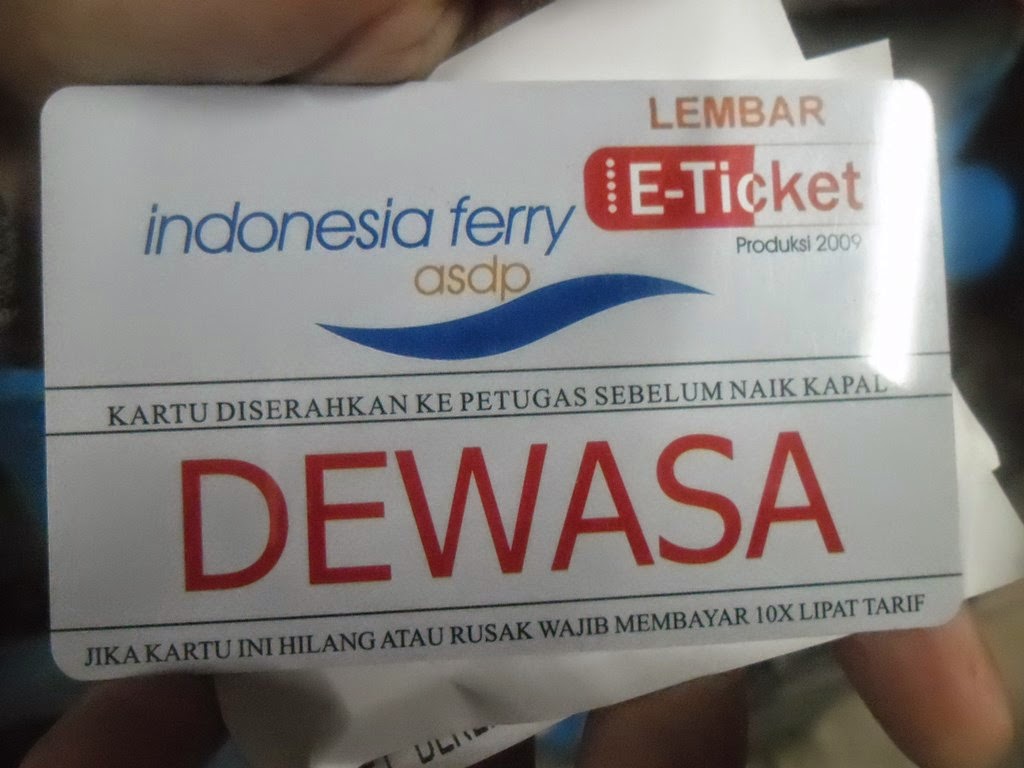 LEMBAR
E-Ticket
Produksi 2009
indonesia ferry
asdp
KARTU DISERAHKAN KE PETUGAS SEBELUM NAIK KAPAL
DEWASA
JIKA KARTU INI HILANG ATAU RUSAK WAJIB MEMBAYAR 10X LIPAT TARIF